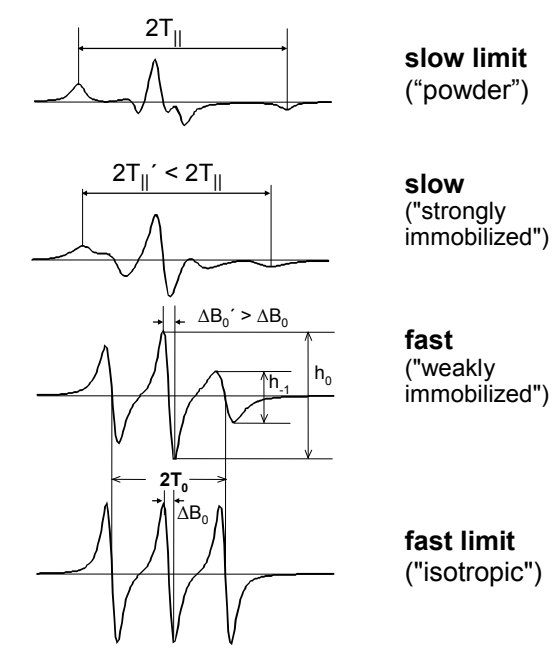 2T||
slow limit
("powder")
2T||´ < 2T||
slow
("strongly
immobilized")
ΔB₀´ > ΔB₀
fast
("weakly
immobilized")
h₋₁
h₀
2T₀
ΔB₀
fast limit
("isotropic")